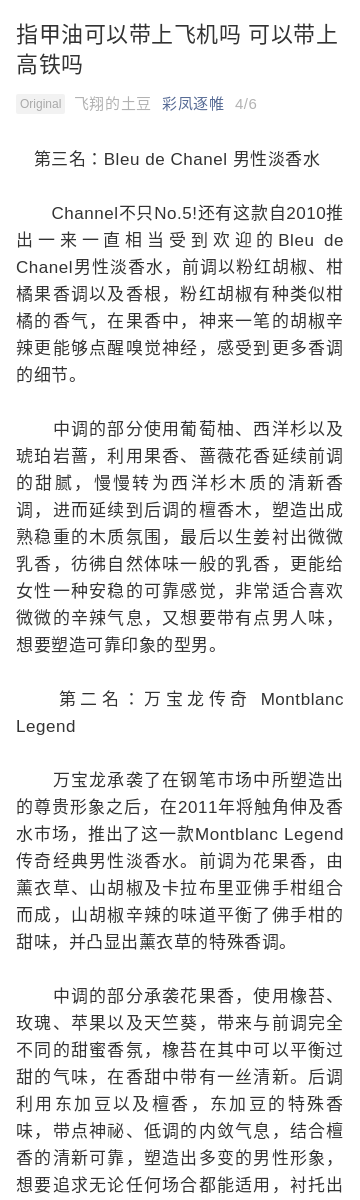 指甲油可以带上飞机吗 可以带上
高铁吗
Original 飞翔的土豆 彩凤逐帷 4/6
第三名：Bleu de Chanel 男性淡香水
Channel不只No.5!还有这款自2010推
出一来一直相当受到欢迎的Bleu de
Chanel男性淡香水，前调以粉红胡椒、柑
橘果香调以及香根，粉红胡椒有种类似柑
橘的香气，在果香中，神来一笔的胡椒辛
辣更能够点醒嗅觉神经，感受到更多香调
的细节。
中调的部分使用葡萄柚、西洋杉以及
琥珀岩蔷，利用果香、蔷薇花香延续前调
的甜腻，慢慢转为西洋杉木质的清新香
调，进而延续到后调的檀香木，塑造出成
熟稳重的木质氛围，最后以生姜衬出微微
乳香，彷彿自然体味一般的乳香，更能给
女性一种安稳的可靠感觉，非常适合喜欢
微微的辛辣气息，又想要带有点男人味，
想要塑造可靠印象的型男。
第二名：万宝龙传奇 Montblanc
Legend
万宝龙承袭了在钢笔市场中所塑造出
的尊贵形象之后，在2011年将触角伸及香
水市场，推出了这一款Montblanc Legend
传奇经典男性淡香水。前调为花果香，由
薰衣草、山胡椒及卡拉布里亚佛手柑组合
而成，山胡椒辛辣的味道平衡了佛手柑的
甜味，并凸显出薰衣草的特殊香调。
中调的部分承袭花果香，使用橡苔、
玫瑰、苹果以及天竺葵，带来与前调完全
不同的甜蜜香氛，橡苔在其中可以平衡过
甜的气味，在香甜中带有一丝清新。后调
利用东加豆以及檀香，东加豆的特殊香
味，带点神祕、低调的内敛气息，结合檀
香的清新可靠，塑造出多变的男性形象，
想要追求无论任何场合都能适用，衬托出